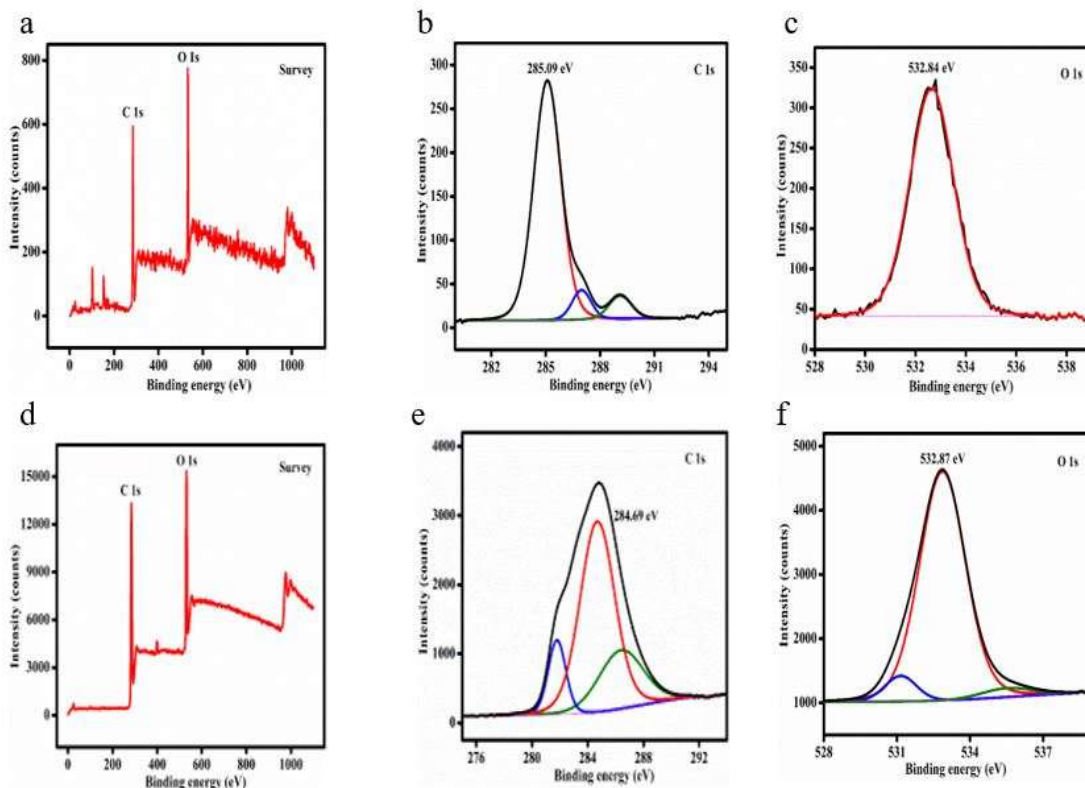 a
b
c
800
600
400
200
0
O 1s
C 1s
Survey
Intensity (counts)
0 200 400 600 800 1000
Binding energy (eV)
300
250
200
150
100
50
0
285.09 eV
C 1s
Intensity (counts)
282 285 288 291 294
Binding energy (eV)
350
300
250
200
150
100
50
0
532.84 eV
O 1s
Intensity (counts)
528 530 532 534 536 538
Binding energy (eV)
d
e
f
15000
12000
9000
6000
3000
0
O 1s
C 1s
Survey
Intensity (counts)
0 200 400 600 800 1000
Binding energy (eV)
4000
3000
2000
1000
0
C 1s
284.69 eV
Intensity (counts)
276 280 284 288 292
Binding energy (eV)
5000
4000
3000
2000
1000
532.87 eV
O 1s
Intensity (counts)
528 531 534 537
Binding energy (eV)